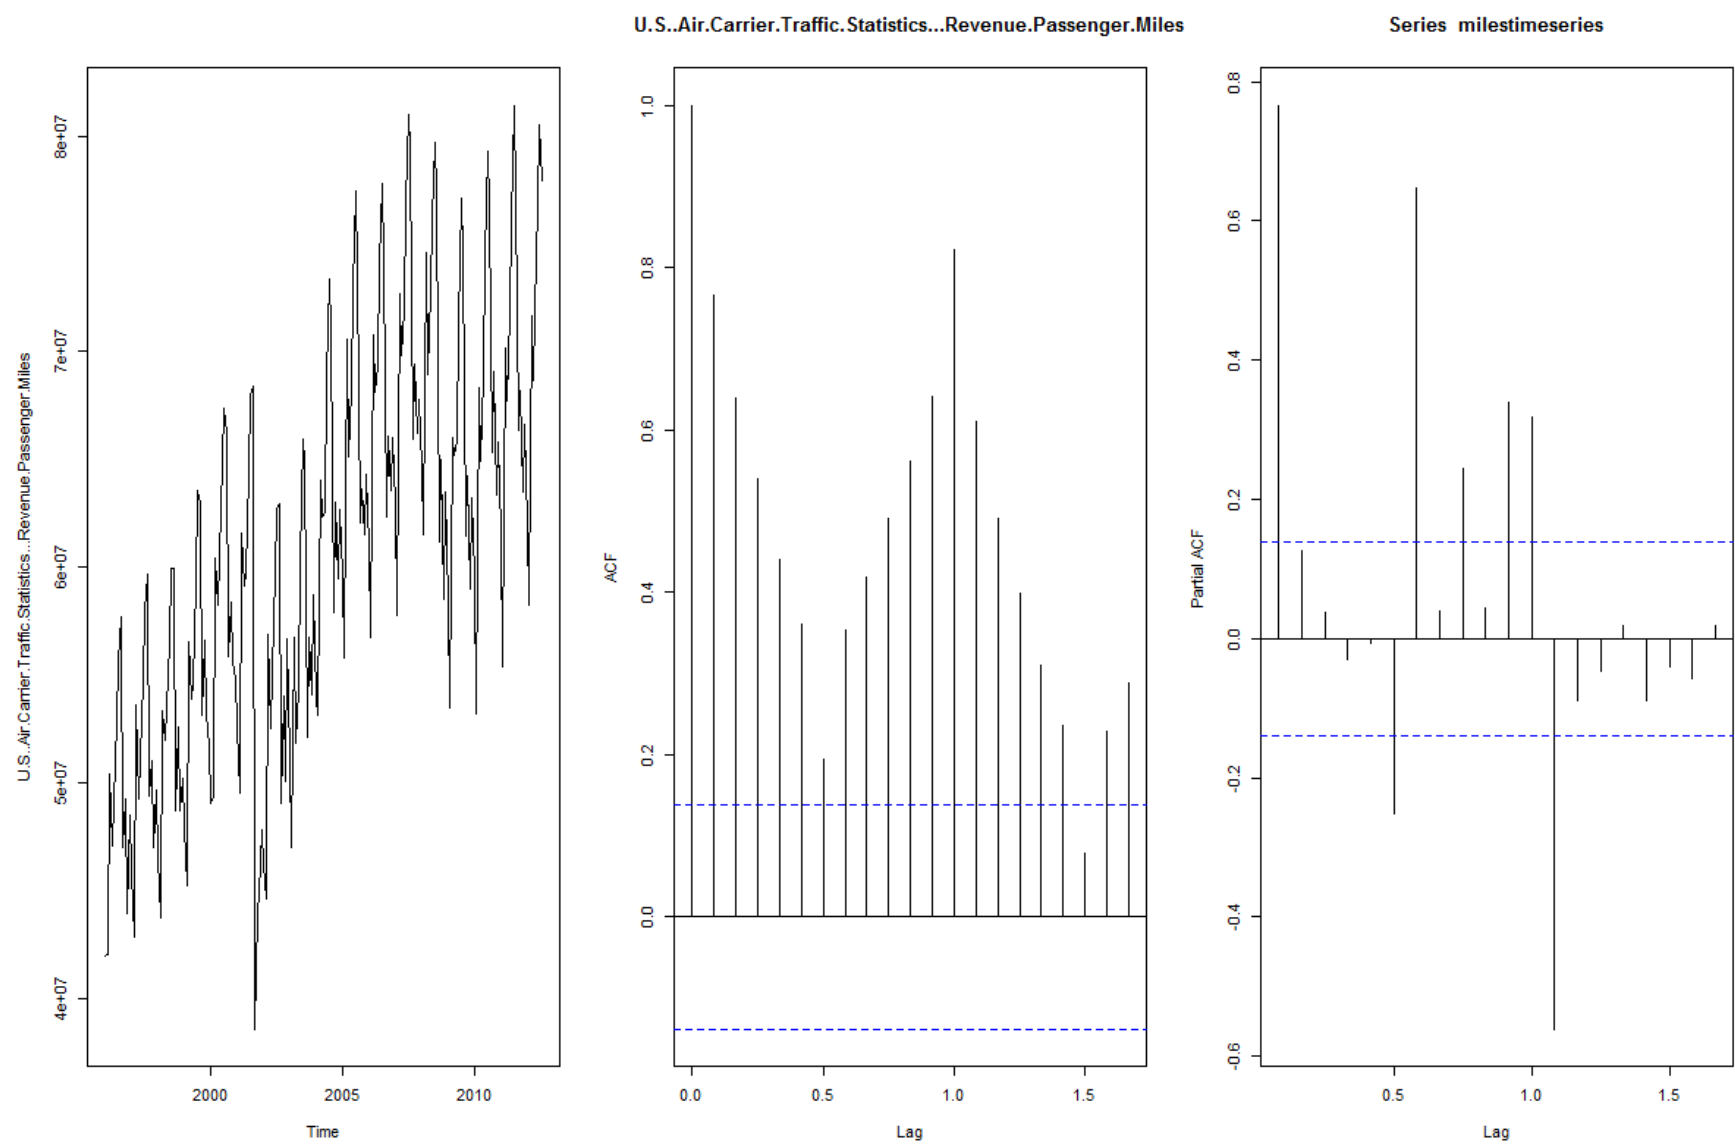 U.S..Air.Carrier.Traffic.Statistics...Revenue.Passenger.Miles
Series milestimeseries
U.S..Air.Carrier.Traffic.Statistics...Revenue.Passenger.Miles
8e+07
7e+07
6e+07
5e+07
4e+07
2000
2005
2010
Time
ACF
1.0
0.8
0.6
0.4
0.2
0.0
0.0
0.5
1.0
1.5
Lag
Partial ACF
0.8
0.6
0.4
0.2
0.0
-0.2
-0.4
-0.6
0.5
1.0
1.5
Lag